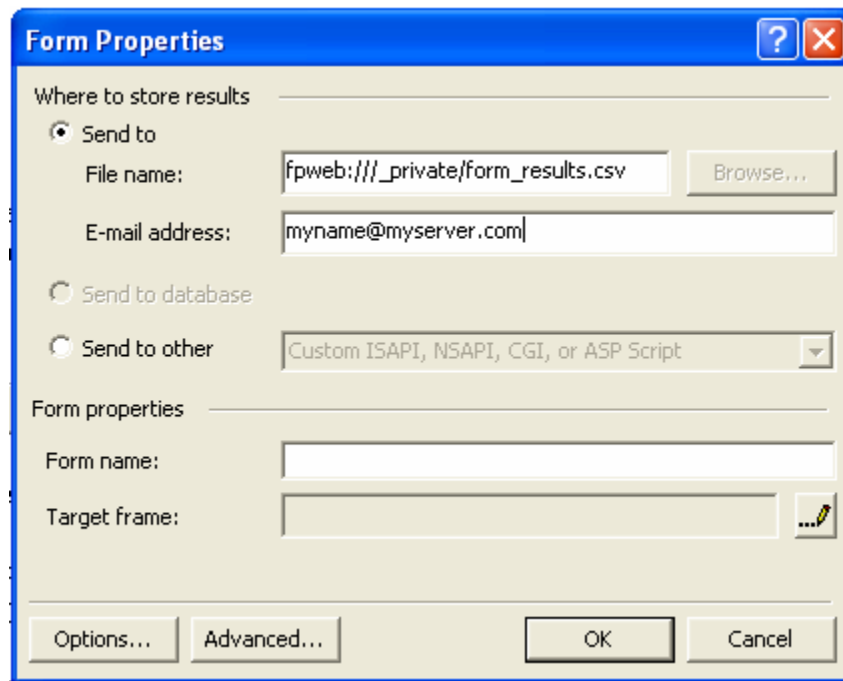 Form Properties
Where to store results
Send to
File name: fpweb:///_private/form_results.csv Browse...
E-mail address: myname@myserver.com
Send to database
Send to other Custom ISAPI, NSAPI, CGI, or ASP Script
Form properties
Form name:
Target frame: ...
Options... Advanced... OK Cancel